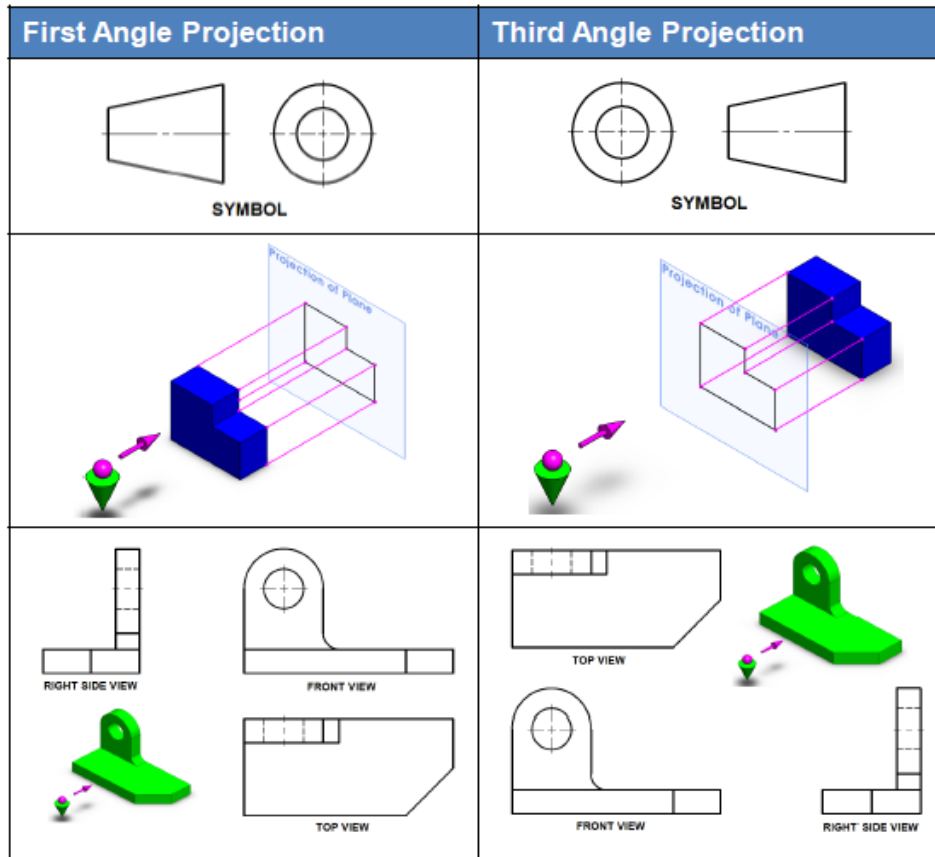 First Angle Projection
Third Angle Projection
SYMBOL
SYMBOL
Projection of Plane
Projection of Plane
RIGHT SIDE VIEW
FRONT VIEW
TOP VIEW
TOP VIEW
FRONT VIEW
RIGHT SIDE VIEW